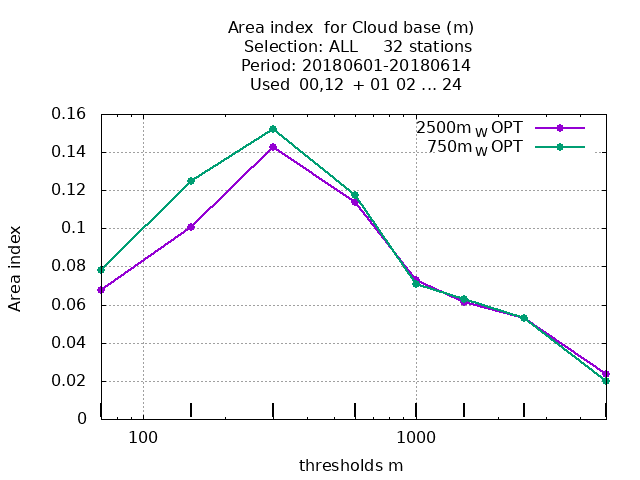 Area index  for Cloud base (m)
Selection: ALL     32 stations
Period: 20180601-20180614
Used  00,12  + 01 02 ... 24
0.16
0.14
0.12
0.1
0.08
0.06
0.04
0.02
0
Area index
2500m_W OPT
750m_W OPT
100
1000
thresholds m